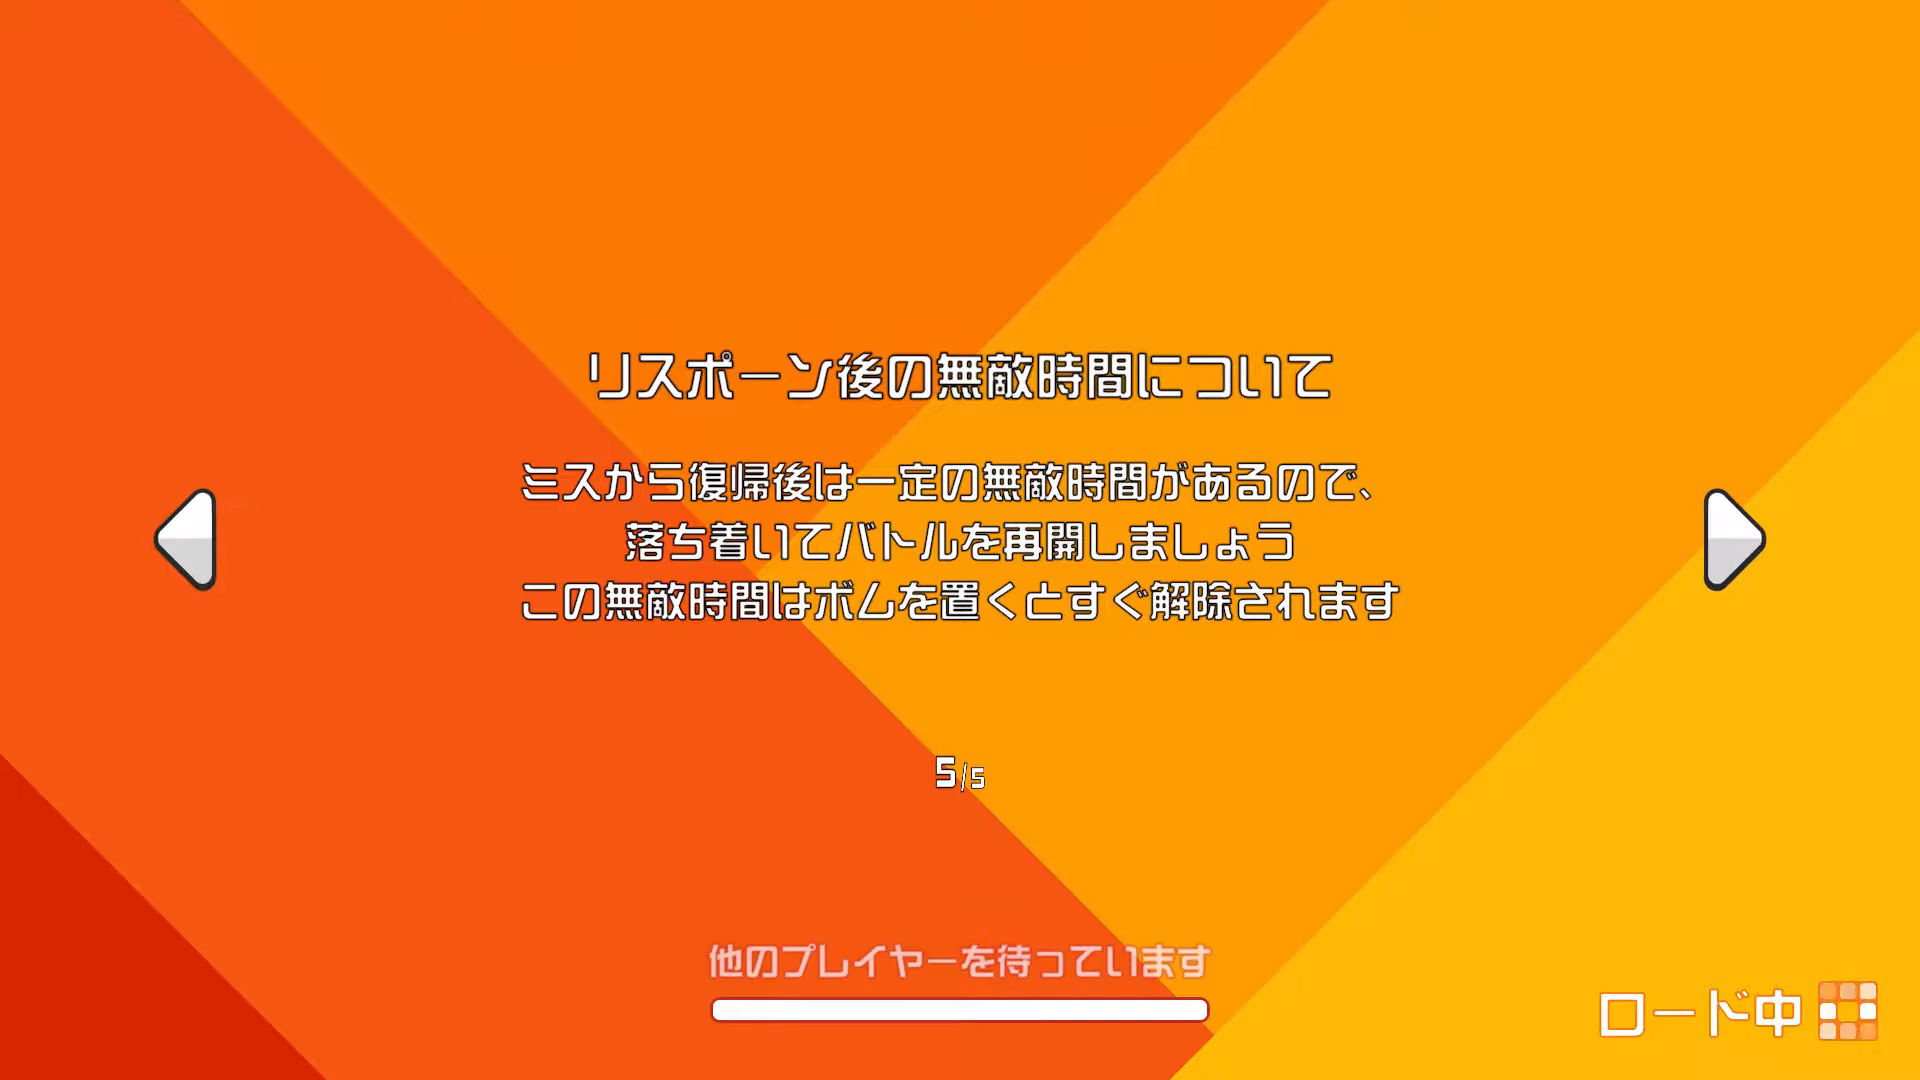 リスポーン後の無敵時間について
ミスから復帰後は一定の無敵時間があるので、
落ち着いてバトルを再開しましょう
この無敵時間はボムを置くとすぐ解除されます
5/5
他のプレイヤーを待っています
ロード中